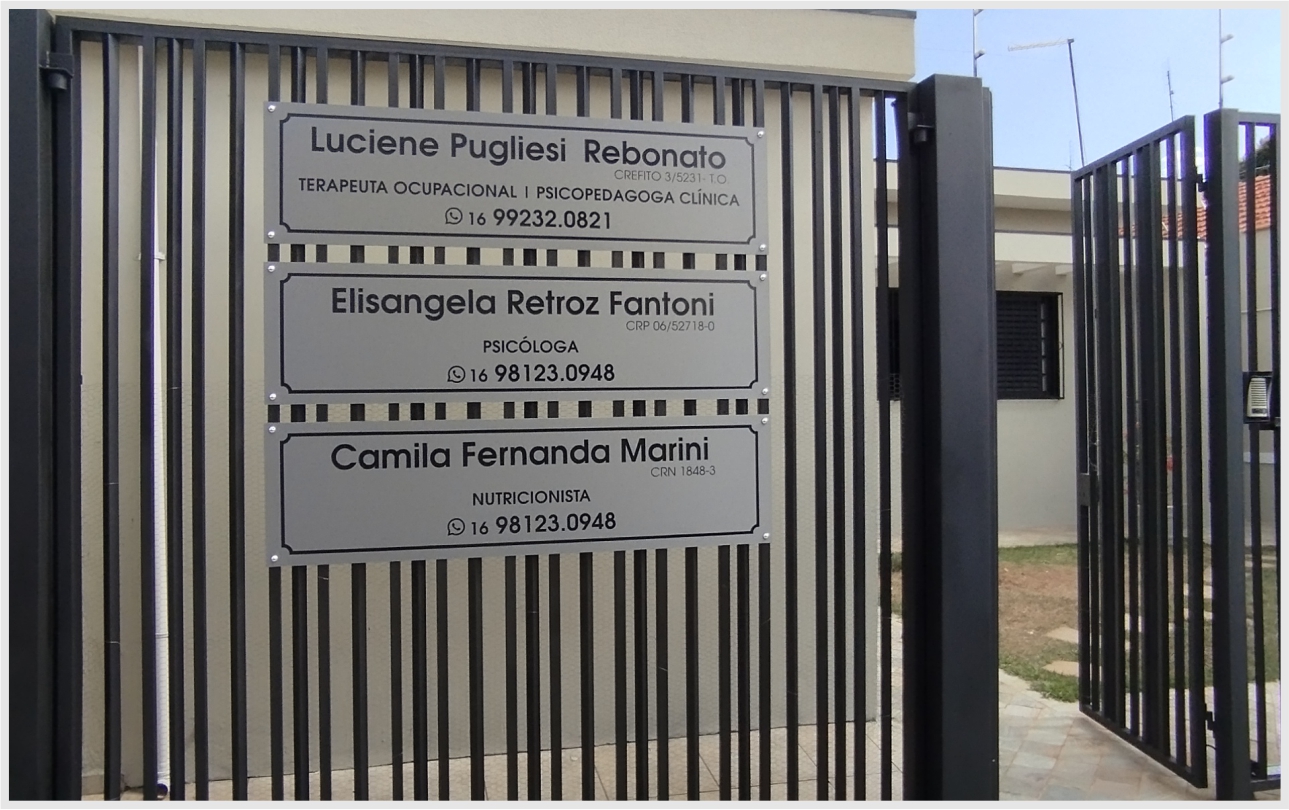 Luciene Pugliesi Rebonato
CREFITO 3/5231- T.O.
TERAPEUTA OCUPACIONAL | PSICOPEDAGOGA CLÍNICA
16 99232.0821
Elisangela Retroz Fantoni
CRP 06/52718-0
PSICÓLOGA
16 98123.0948
Camila Fernanda Marini
CRN 1848-3
NUTRICIONISTA
16 98123.0948